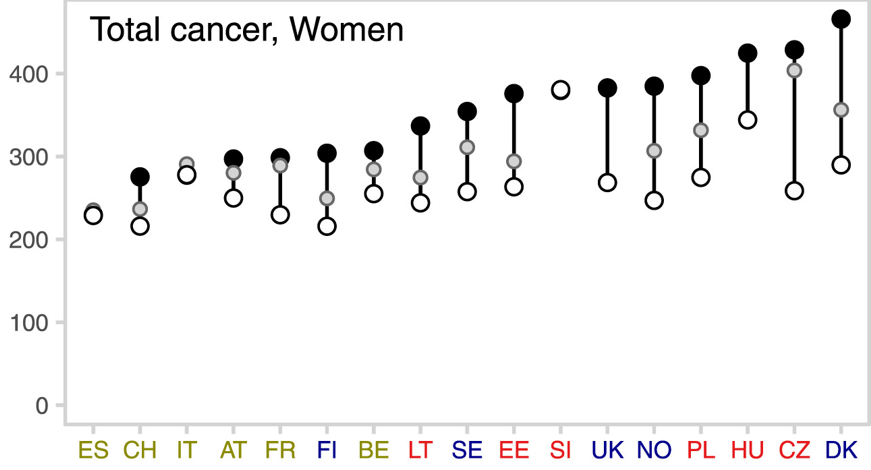 Total cancer, Women
400
300
200
100
0
ES CH IT AT FR FI BE LT SE EE SI UK NO PL HU CZ DK